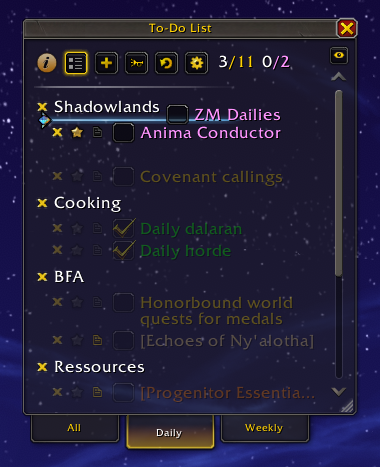 To-Do List
3/11 0/2
Shadowlands
ZM Dailies
Anima Conductor
Covenant callings
Cooking
Daily dalaran
Daily horde
BFA
Honorbound world
quests for medals
[Echoes of Ny'alotha]
Ressources
[Progenitor Essentia...
All
Daily
Weekly